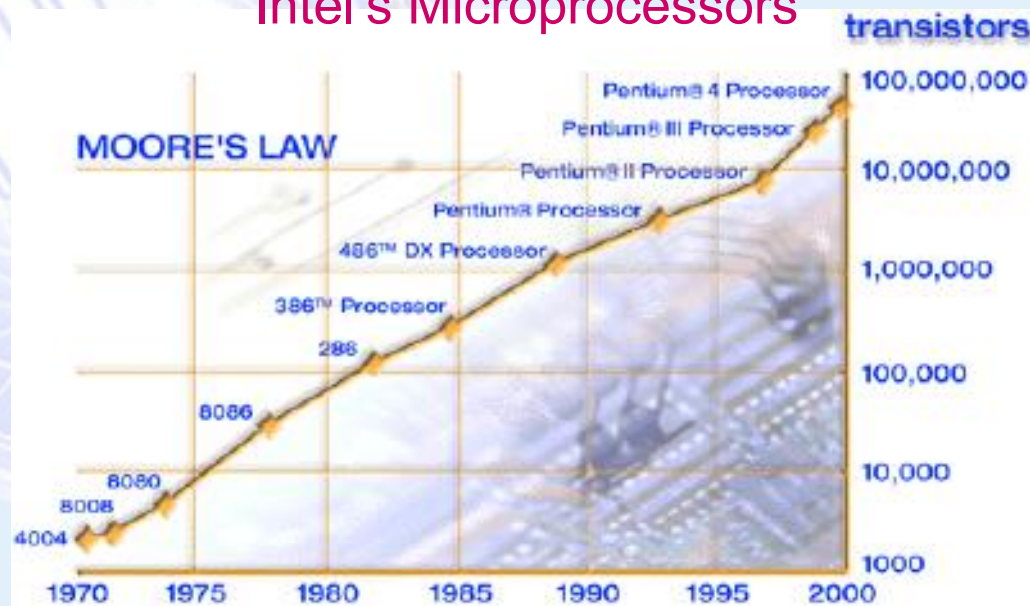 Intel's Microprocessors
transistors
MOORE'S LAW
Pentium® 4 Processor
100,000,000
Pentium® III Processor
Pentium® II Processor
10,000,000
Pentium® Processor
486™ DX Processor
1,000,000
386™ Processor
286
100,000
8086
8080
10,000
8008
4004
1000
1970 1975 1980 1985 1990 1995 2000